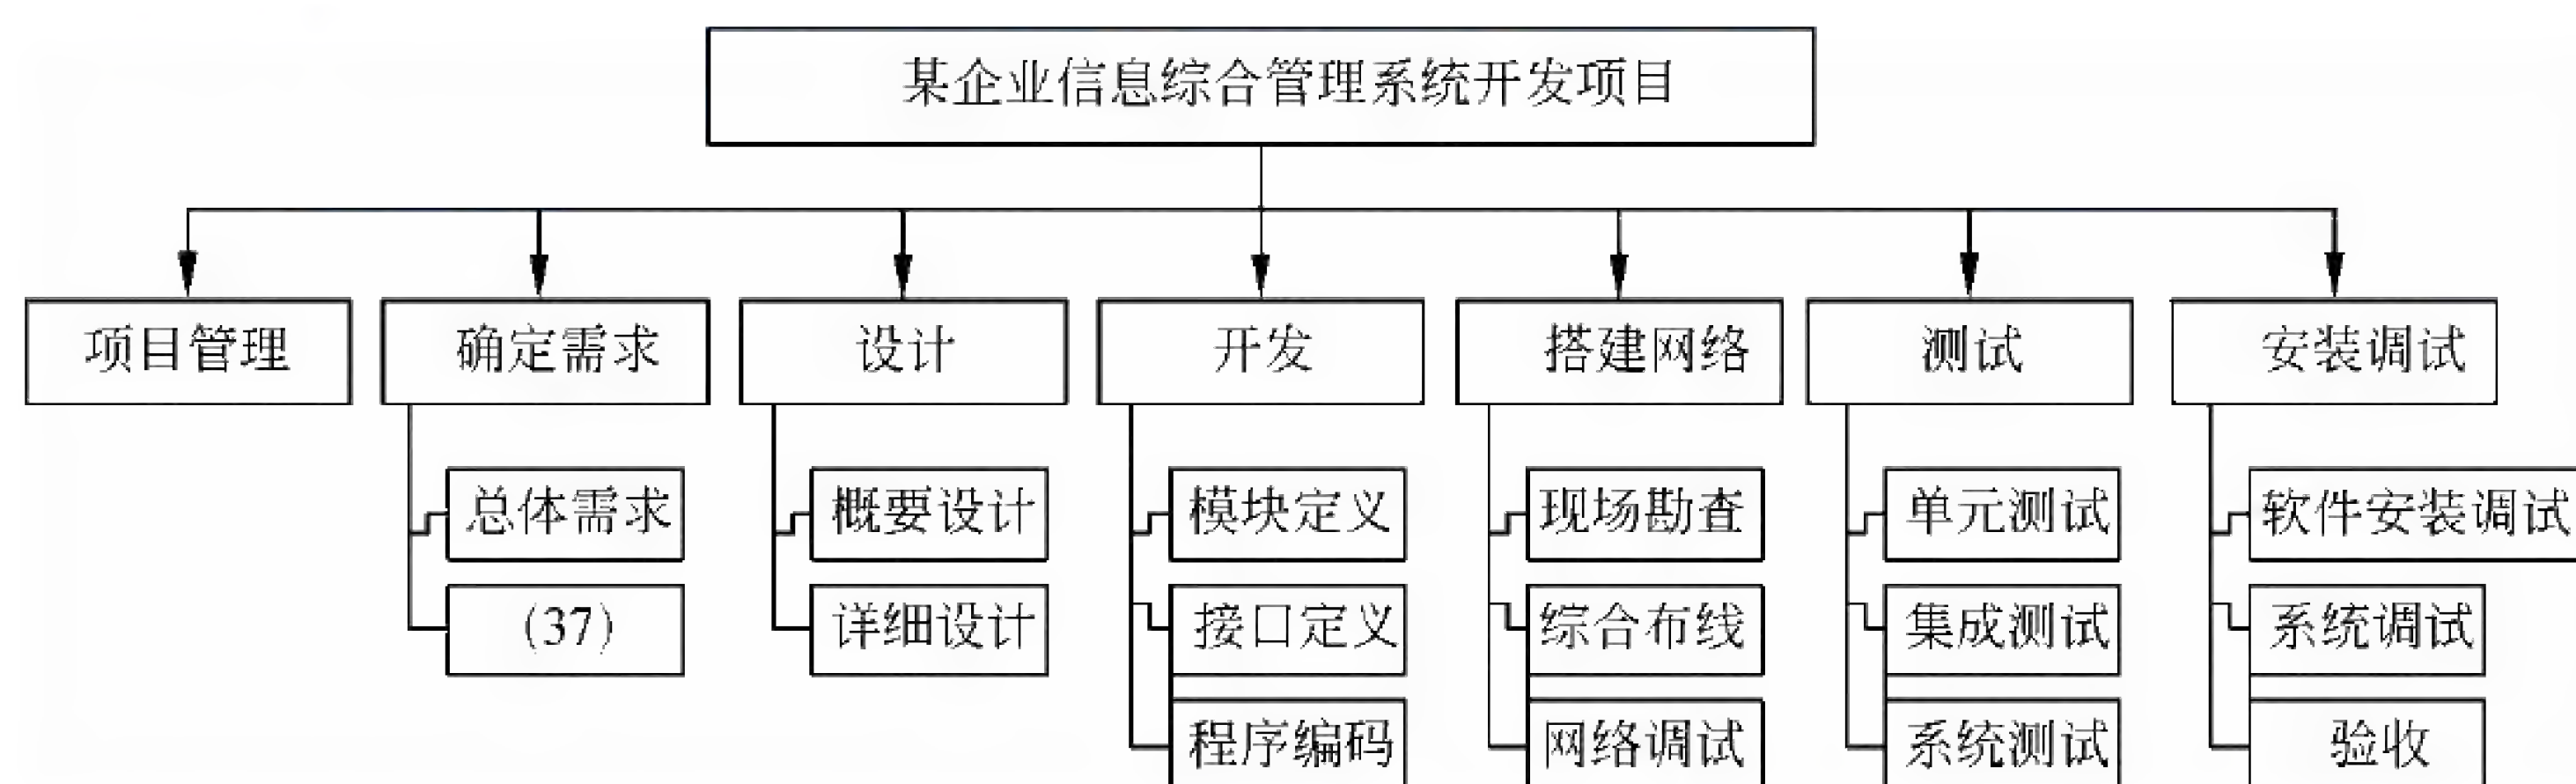 某企业信息综合管理系统开发项目
项目管理
确定需求
设计
开发
搭建网络
测试
安装调试
总体需求
概要设计
模块定义
现场勘查
单元测试
软件安装调试
(37)
详细设计
接口定义
综合布线
集成测试
系统调试
程序编码
网络调试
系统测试
验收